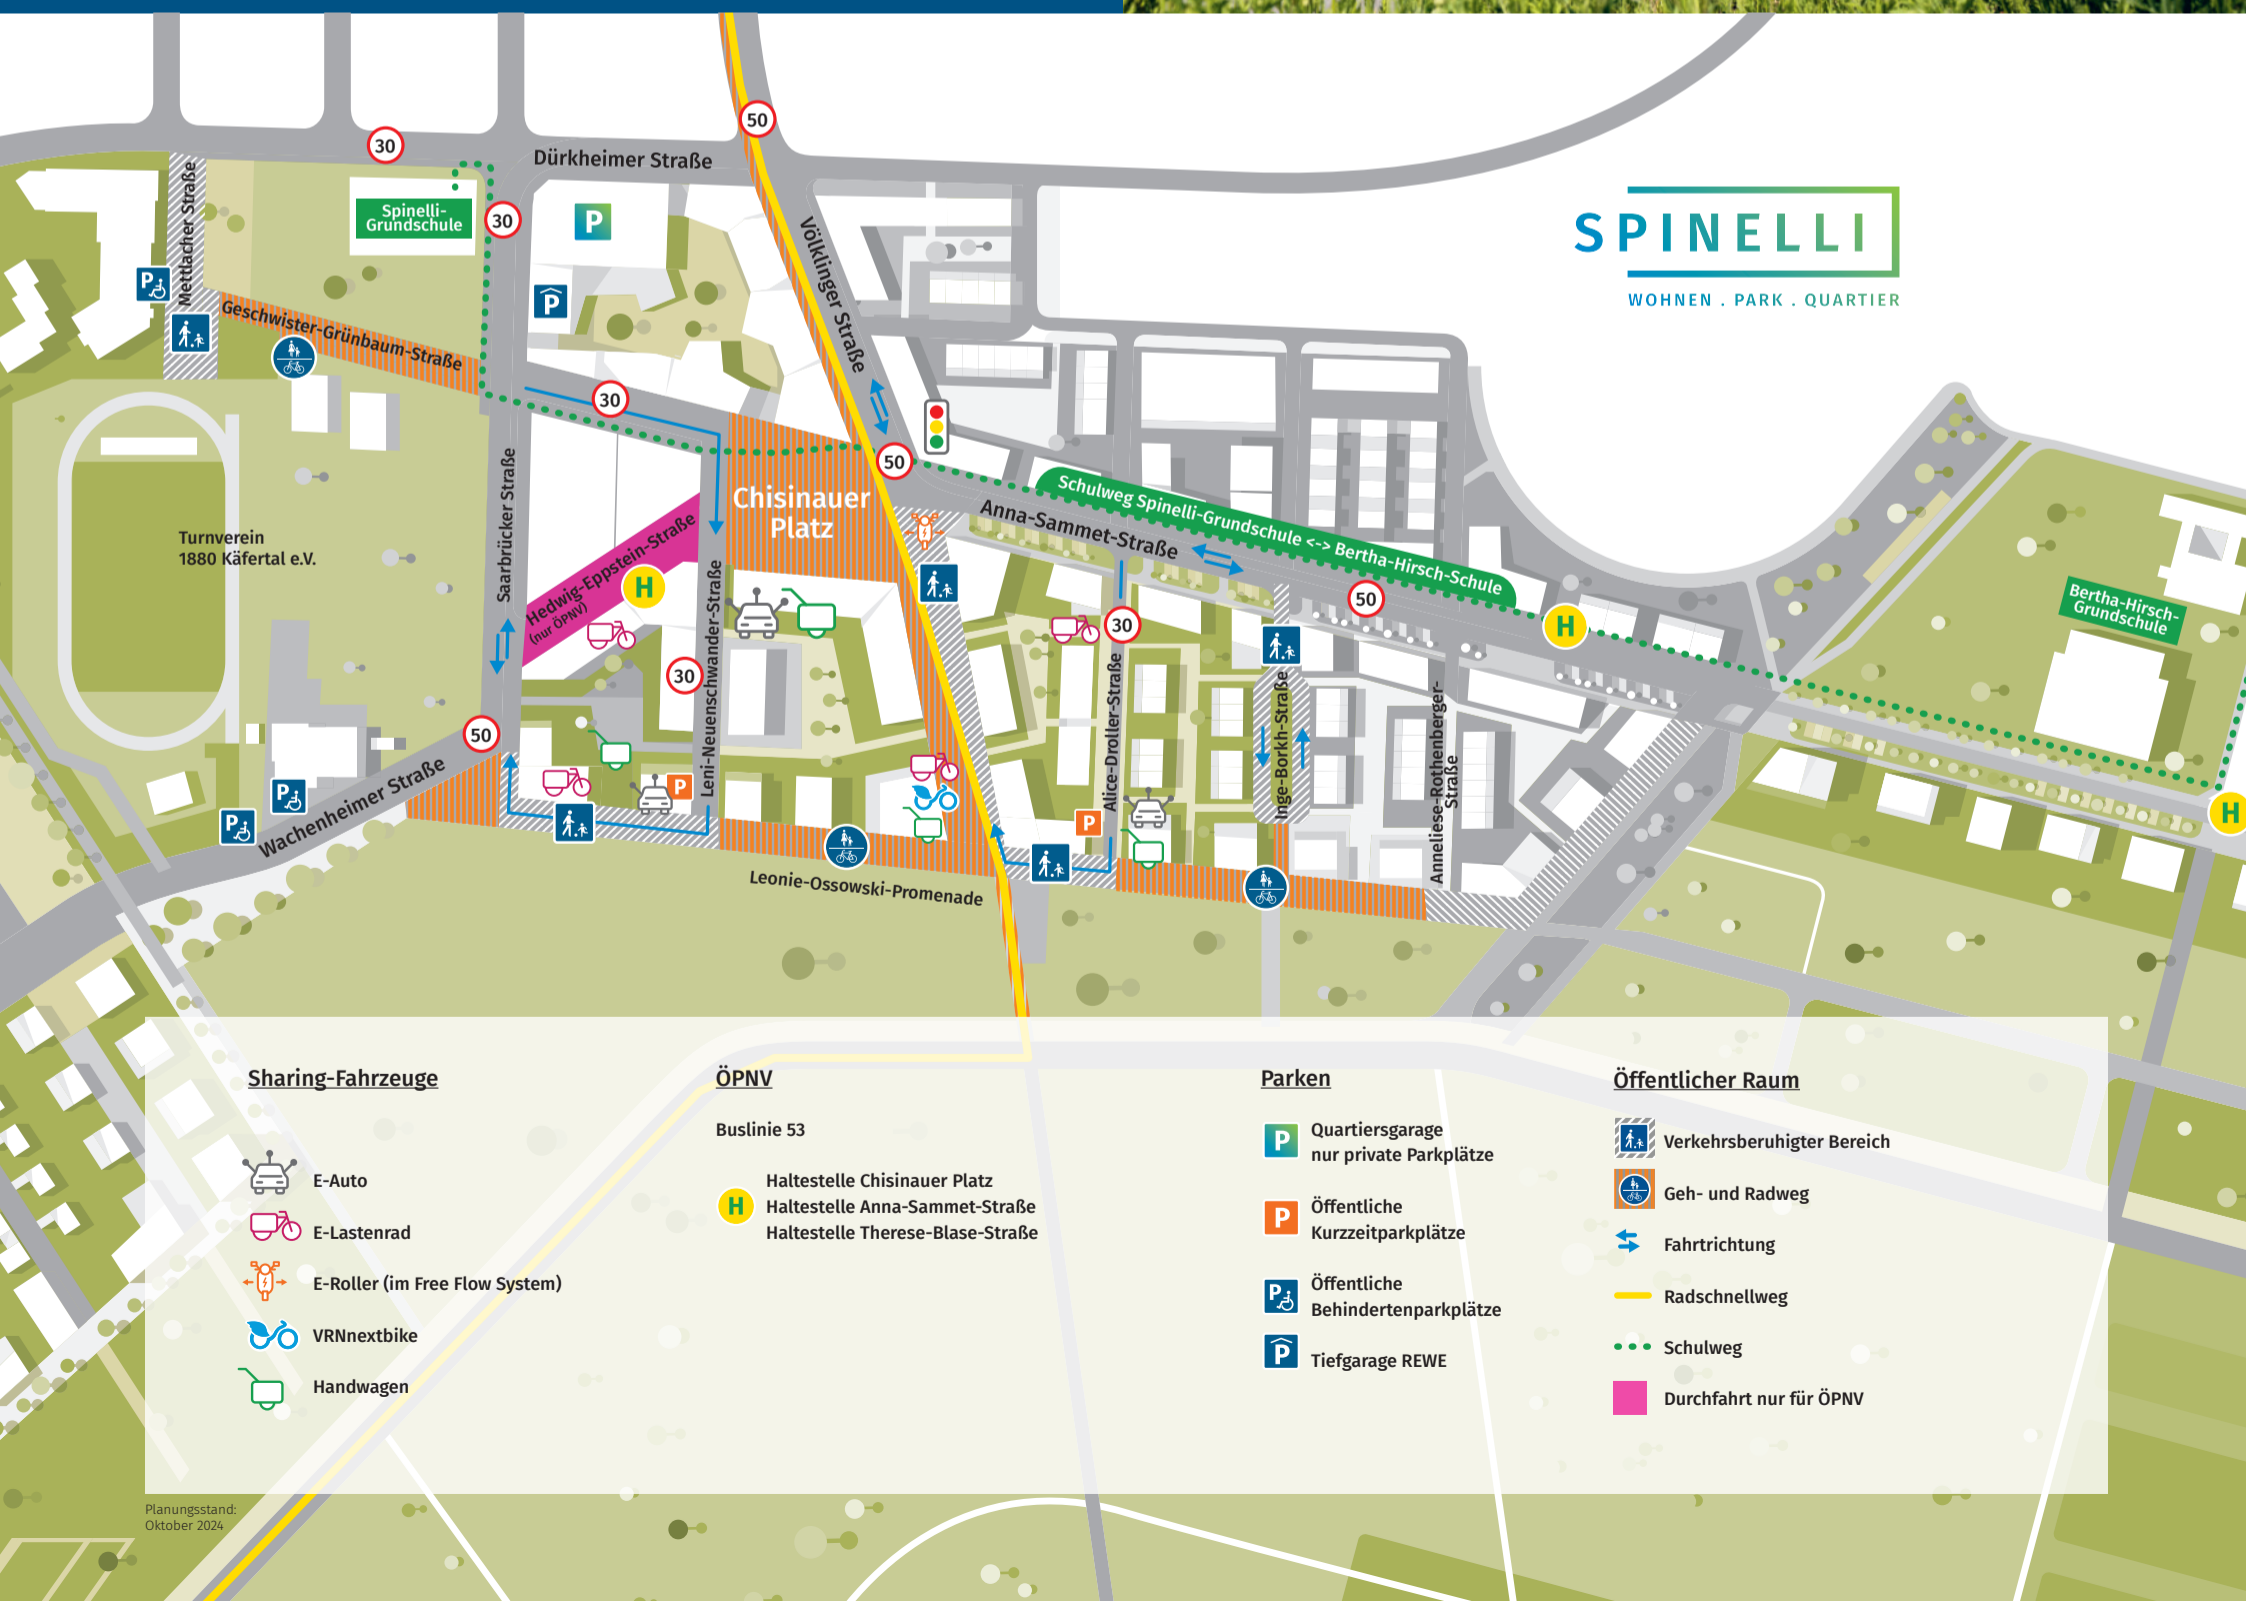 50
30
Dürkheimer Straße
Mettlacher Straße
Spinelli-
Grundschule
30
P
SPINELLI
WOHNEN . PARK . QUARTIER
P
P
Völklinger Straße
Geschwister-Grünbaum-Straße
30
50
Chisinauer
Platz
Schulweg Spinelli-Grundschule <-> Bertha-Hirsch-Schule
Anna-Sammet-Straße
Turnverein
1880 Käfertal e.V.
Saarbrücker Straße
Hedwig-Eppstein-Straße
(nur ÖPNV)
H
Leni-Neuenschwander-Straße
30
30
50
H
Bertha-Hirsch-
Grundschule
Alice-Droller-Straße
Inge-Borkh-Straße
Anneliese-Rothenberger-
Straße
50
P
P
P
P
H
Wachenheimer Straße
Leonie-Ossowski-Promenade
Sharing-Fahrzeuge
E-Auto
E-Lastenrad
E-Roller (im Free Flow System)
VRNnextbike
Handwagen
ÖPNV
Buslinie 53
H
Haltestelle Chisinauer Platz
Haltestelle Anna-Sammet-Straße
Haltestelle Therese-Blase-Straße
Parken
P
Quartiersgarage
nur private Parkplätze
P
Öffentliche
Kurzzeitparkplätze
P
Öffentliche
Behindertenparkplätze
P
Tiefgarage REWE
Öffentlicher Raum
Verkehrsberuhigter Bereich
Geh- und Radweg
Fahrtrichtung
Radschnellweg
Schulweg
Durchfahrt nur für ÖPNV
Planungsstand:
Oktober 2024